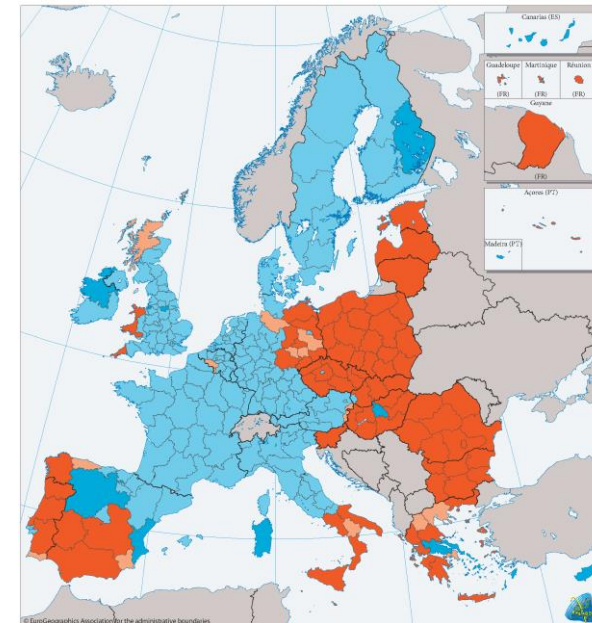 Canarias (ES)
Guadeloupe Martinique Réunion
(FR) (FR) (FR)
Guyane
(FR)
Açores (PT)
Madeira (PT)
© EuroGeographics Association for the administrative boundaries